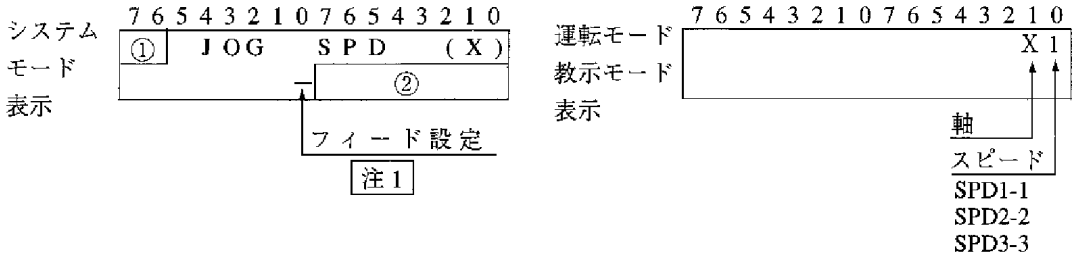 7 6 5 4 3 2 1 0 7 6 5 4 3 2 1 0
システム
モード
表示
① JOG SPD (X)
②
フィード設定
注1
7 6 5 4 3 2 1 0 7 6 5 4 3 2 1 0
運転モード
教示モード
表示
X 1
軸
スピード
SPD1-1
SPD2-2
SPD3-3